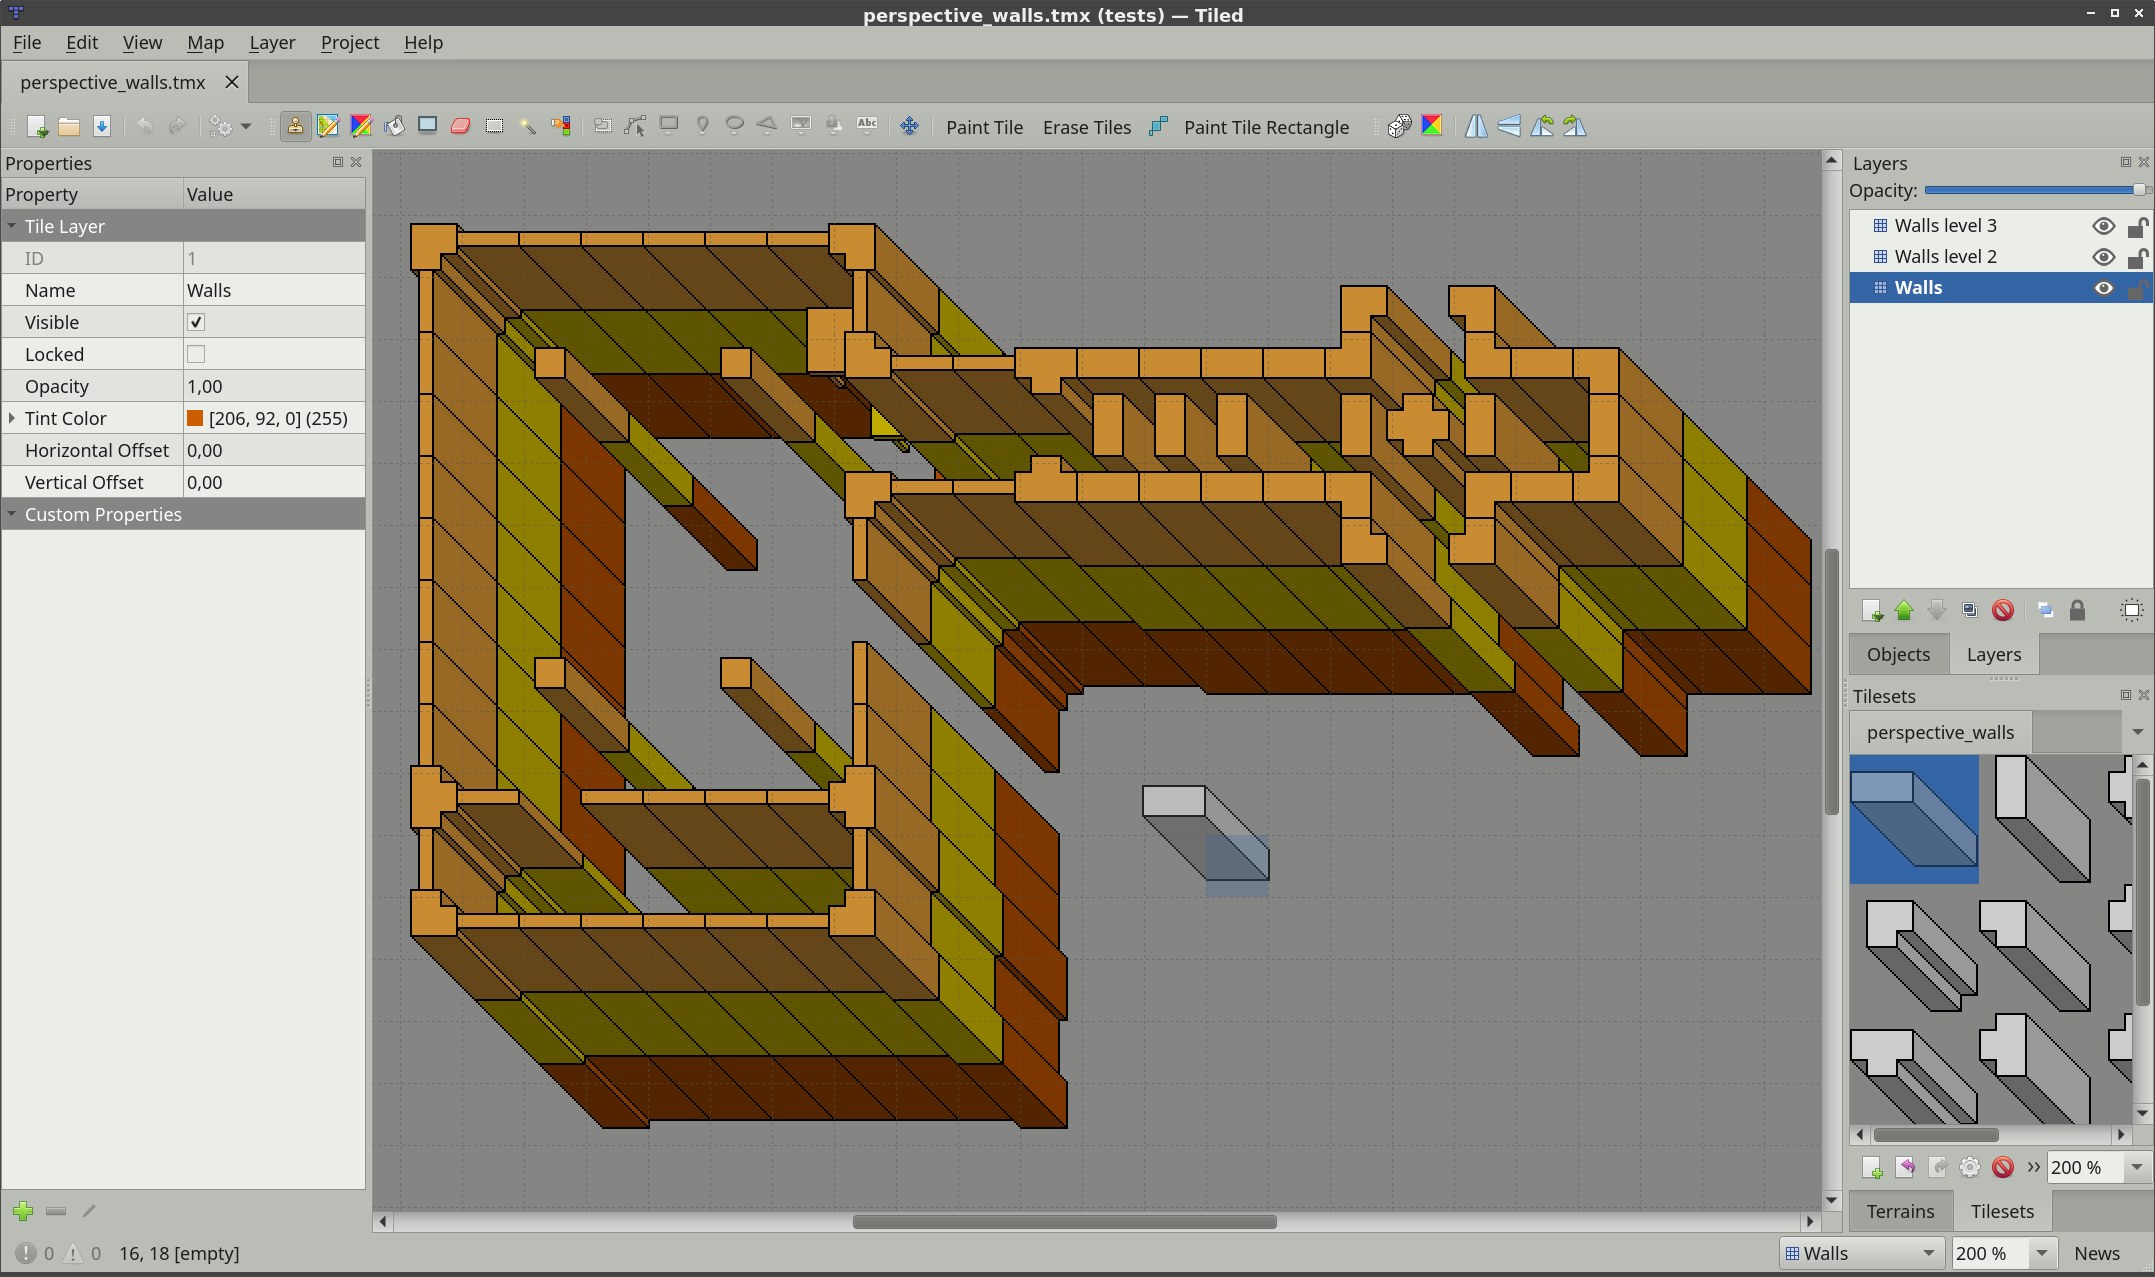 perspective_walls.tmx (tests) — Tiled
File Edit View Map Layer Project Help
perspective_walls.tmx
Abc Paint Tile Erase Tiles Paint Tile Rectangle
Properties
Property Value
Tile Layer
ID 1
Name Walls
Visible
Locked
Opacity 1,00
Tint Color [206, 92, 0] (255)
Horizontal Offset 0,00
Vertical Offset 0,00
Custom Properties
Layers
Opacity:
Walls level 3
Walls level 2
Walls
Objects Layers
Tilesets
perspective_walls
200 %
Terrains Tilesets
0 0 16, 18 [empty]
Walls 200 % News